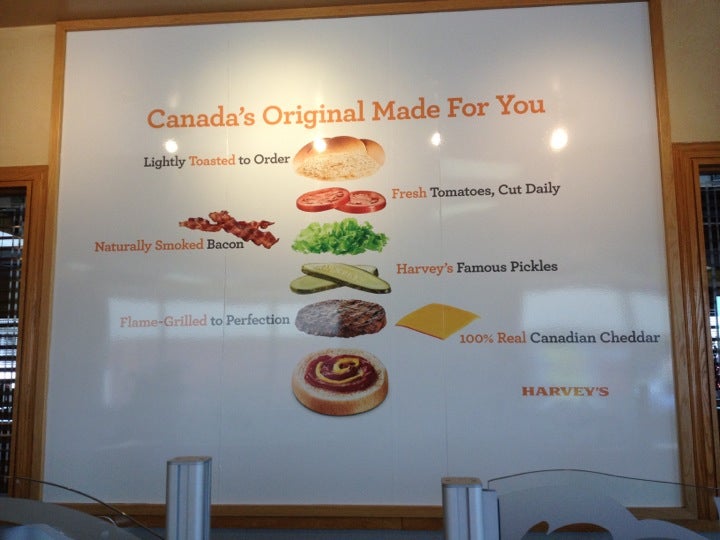 Canada's Original Made For You
Lightly Toasted to Order
Fresh Tomatoes, Cut Daily
Naturally Smoked Bacon
Harvey's Famous Pickles
Flame-Grilled to Perfection
100% Real Canadian Cheddar
HARVEY'S